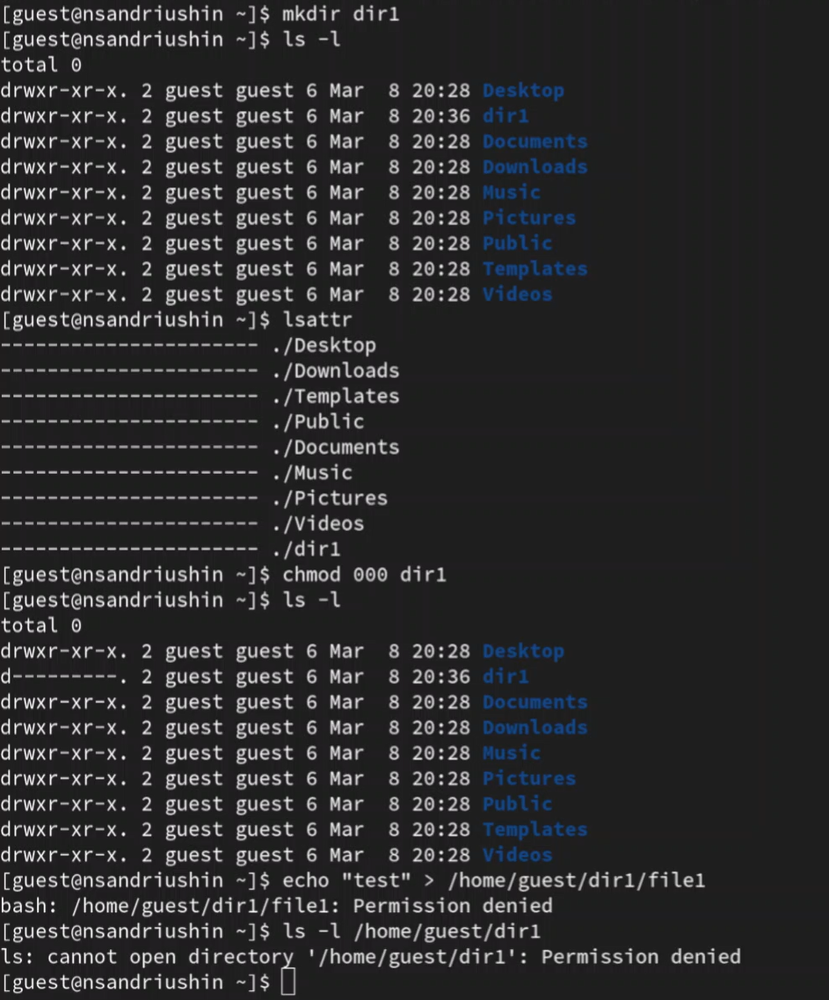 [guest@nsandriushin ~]$ mkdir dir1
[guest@nsandriushin ~]$ ls -l
total 0
drwxr-xr-x. 2 guest guest 6 Mar  8 20:28 Desktop
drwxr-xr-x. 2 guest guest 6 Mar  8 20:36 dir1
drwxr-xr-x. 2 guest guest 6 Mar  8 20:28 Documents
drwxr-xr-x. 2 guest guest 6 Mar  8 20:28 Downloads
drwxr-xr-x. 2 guest guest 6 Mar  8 20:28 Music
drwxr-xr-x. 2 guest guest 6 Mar  8 20:28 Pictures
drwxr-xr-x. 2 guest guest 6 Mar  8 20:28 Public
drwxr-xr-x. 2 guest guest 6 Mar  8 20:28 Templates
drwxr-xr-x. 2 guest guest 6 Mar  8 20:28 Videos
[guest@nsandriushin ~]$ lsattr
---------------------- ./Desktop
---------------------- ./Downloads
---------------------- ./Templates
---------------------- ./Public
---------------------- ./Documents
---------------------- ./Music
---------------------- ./Pictures
---------------------- ./Videos
---------------------- ./dir1
[guest@nsandriushin ~]$ chmod 000 dir1
[guest@nsandriushin ~]$ ls -l
total 0
drwxr-xr-x. 2 guest guest 6 Mar  8 20:28 Desktop
d---------. 2 guest guest 6 Mar  8 20:36 dir1
drwxr-xr-x. 2 guest guest 6 Mar  8 20:28 Documents
drwxr-xr-x. 2 guest guest 6 Mar  8 20:28 Downloads
drwxr-xr-x. 2 guest guest 6 Mar  8 20:28 Music
drwxr-xr-x. 2 guest guest 6 Mar  8 20:28 Pictures
drwxr-xr-x. 2 guest guest 6 Mar  8 20:28 Public
drwxr-xr-x. 2 guest guest 6 Mar  8 20:28 Templates
drwxr-xr-x. 2 guest guest 6 Mar  8 20:28 Videos
[guest@nsandriushin ~]$ echo "test" > /home/guest/dir1/file1
bash: /home/guest/dir1/file1: Permission denied
[guest@nsandriushin ~]$ ls -l /home/guest/dir1
ls: cannot open directory '/home/guest/dir1': Permission denied
[guest@nsandriushin ~]$